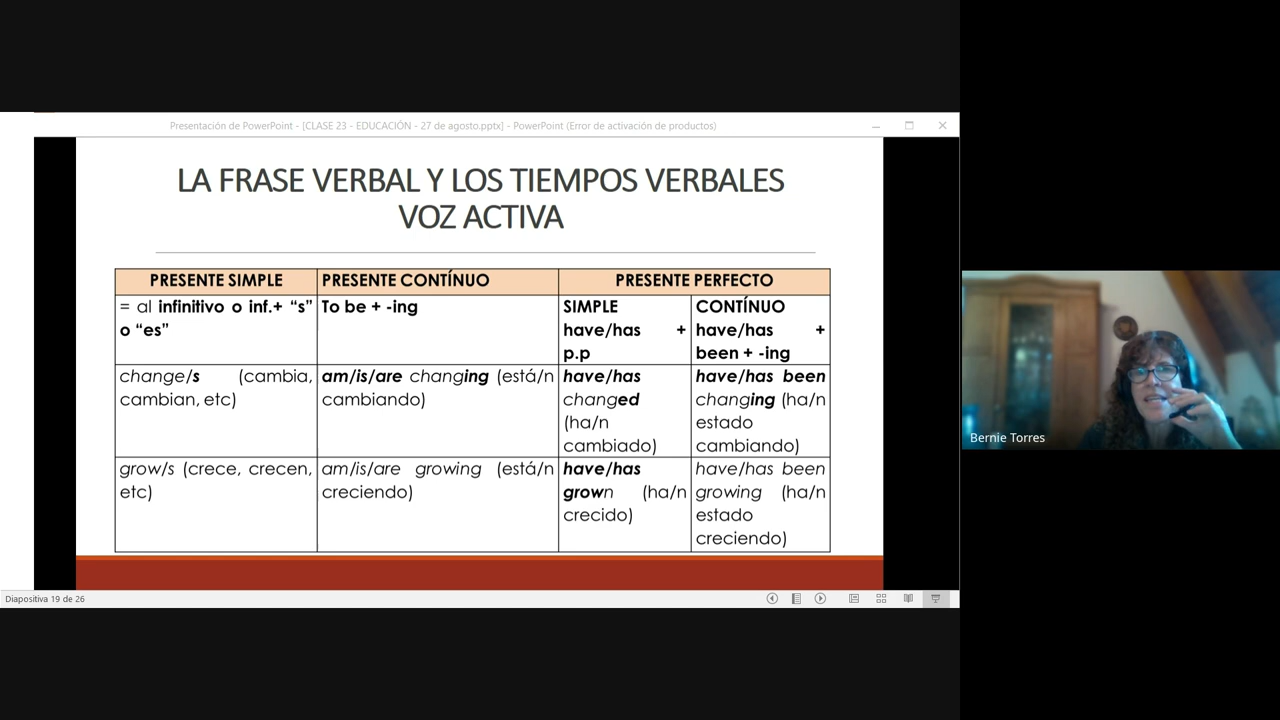 Presentación de PowerPoint - [CLASE 23 - EDUCACIÓN - 27 de agosto.pptx] - PowerPoint (Error de activación de productos)
LA FRASE VERBAL Y LOS TIEMPOS VERBALES
VOZ ACTIVA
PRESENTE SIMPLE
PRESENTE CONTÍNUO
PRESENTE PERFECTO
= al infinitivo o inf.+ “s”
o “es”
To be + -ing
SIMPLE
have/has +
p.p
CONTÍNUO
have/has +
been + -ing
change/s (cambia,
cambian, etc)
am/is/are changing (está/n
cambiando)
have/has
changed
(ha/n
cambiado)
have/has been
changing (ha/n
estado
cambiando)
grow/s (crece, crecen,
etc)
am/is/are growing (está/n
creciendo)
have/has
grown (ha/n
crecido)
have/has been
growing (ha/n
estado
creciendo)
Diapositiva 19 de 26
Bernie Torres